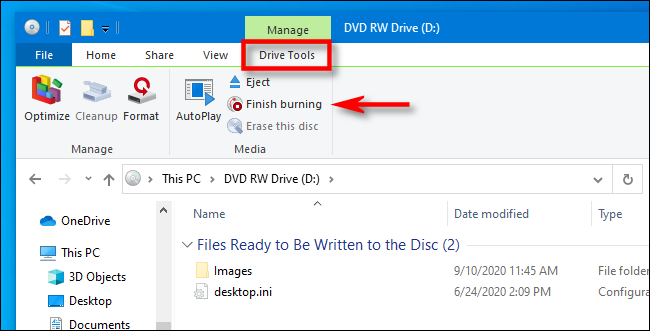 Manage DVD RW Drive (D:)
File Home Share View Drive Tools
Optimize Cleanup Format AutoPlay Eject
Finish burning
Erase this disc
Manage Media
This PC DVD RW Drive (D:)
OneDrive
This PC
3D Objects
Desktop
Documents
Name Date modified Type
Files Ready to Be Written to the Disc (2)
Images 9/10/2020 11:45 AM File folder
desktop.ini 6/24/2020 2:09 PM Configura